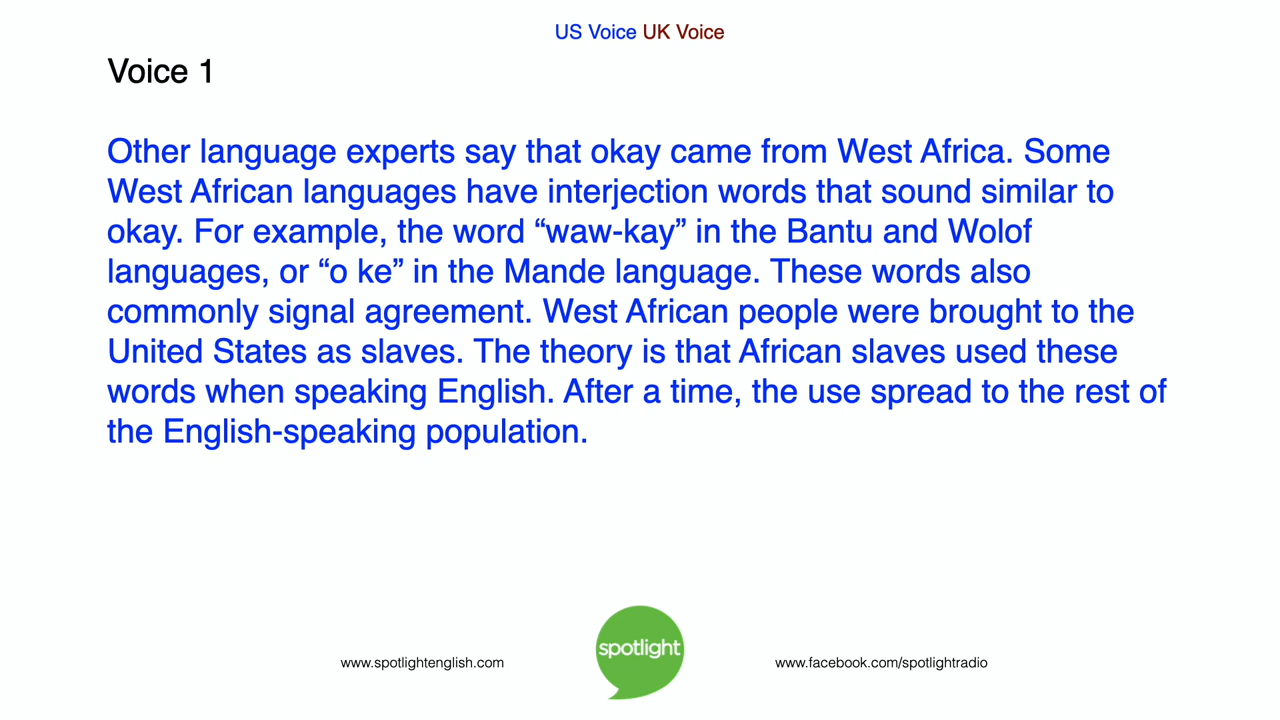 US Voice UK Voice
Voice 1
Other language experts say that okay came from West Africa. Some
West African languages have interjection words that sound similar to
okay. For example, the word “waw-kay” in the Bantu and Wolof
languages, or “o ke” in the Mande language. These words also
commonly signal agreement. West African people were brought to the
United States as slaves. The theory is that African slaves used these
words when speaking English. After a time, the use spread to the rest of
the English-speaking population.
spotlight
www.spotlightenglish.com
www.facebook.com/spotlightradio